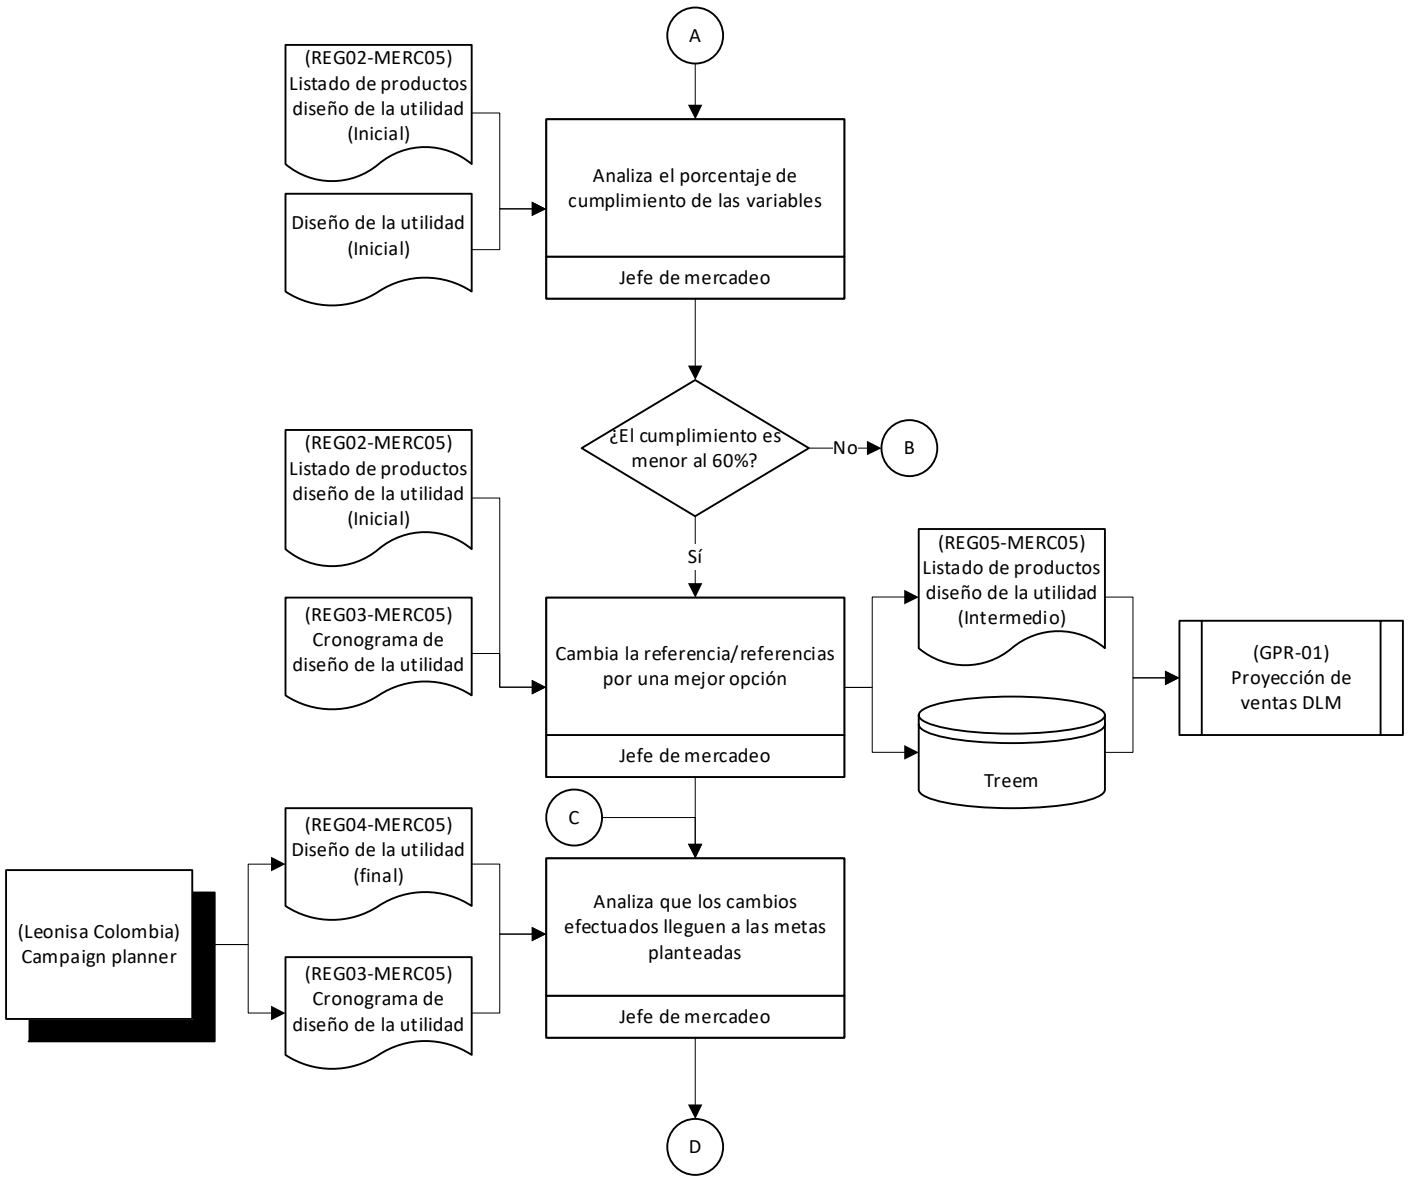 A
(REG02-MERC05)
Listado de productos
diseño de la utilidad
(Inicial)
Diseño de la utilidad
(Inicial)
Analiza el porcentaje de
cumplimiento de las variables
Jefe de mercadeo
¿El cumplimiento es
menor al 60%?
No
B
Sí
(REG02-MERC05)
Listado de productos
diseño de la utilidad
(Inicial)
(REG03-MERC05)
Cronograma de
diseño de la utilidad
Cambia la referencia/referencias
por una mejor opción
Jefe de mercadeo
(REG05-MERC05)
Listado de productos
diseño de la utilidad
(Intermedio)
Treem
(GPR-01)
Proyección de
ventas DLM
C
(Leonisa Colombia)
Campaign planner
(REG04-MERC05)
Diseño de la utilidad
(final)
(REG03-MERC05)
Cronograma de
diseño de la utilidad
Analiza que los cambios
efectuados lleguen a las metas
planteadas
Jefe de mercadeo
D